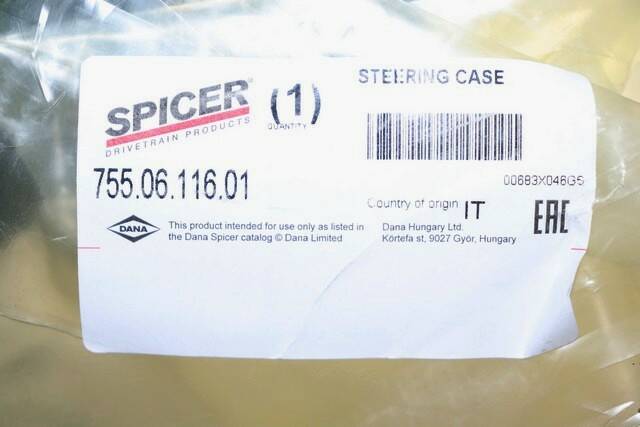 STEERING CASE
SPICER®
DRIVETRAIN PRODUCTS
(1)
QUANTITY
755.06.116.01
00683X046G5
Country of origin IT
EAC
DANA
This product intended for use only as listed in
the Dana Spicer catalog © Dana Limited
Dana Hungary Ltd.
Körtefa st, 9027 Győr, Hungary